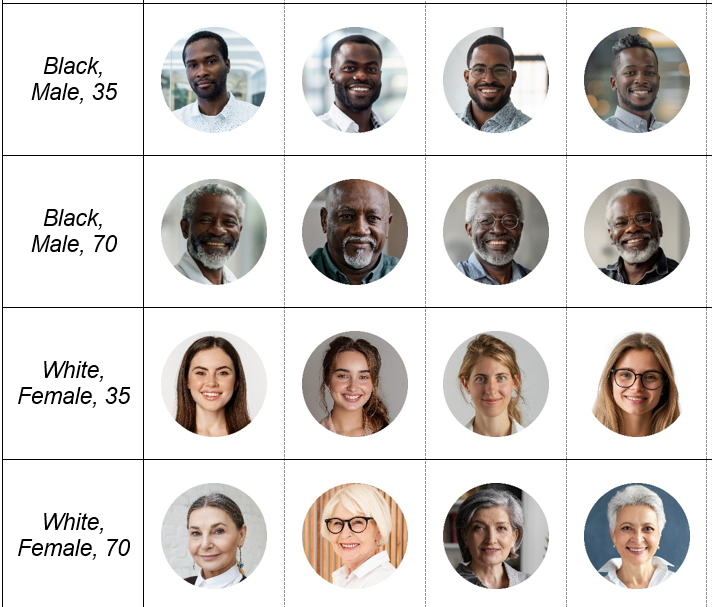 Black,
Male, 35
Black,
Male, 70
White,
Female, 35
White,
Female, 70